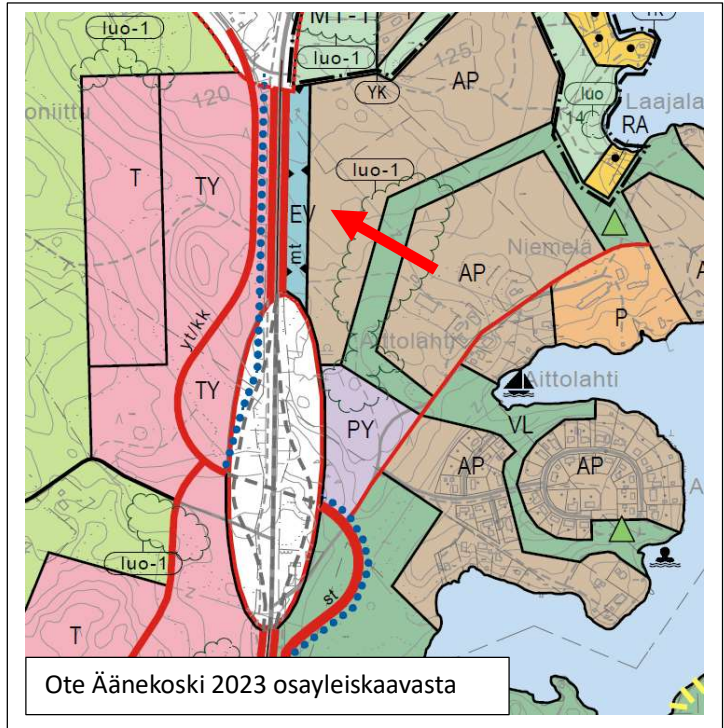 luo-1
MT-1
luo-1
YK
125
AP
YK
luo
14
Laajala
RA
oniittu
120
T
TY
luo-1
EV
mt
AP
Niemelä
A
P
yt/kk
TY
Aittolahti
Aittolahti
PY
VL
AP
AP
A
luo-1
st
T
Ote Äänekoski 2023 osayleiskaavasta